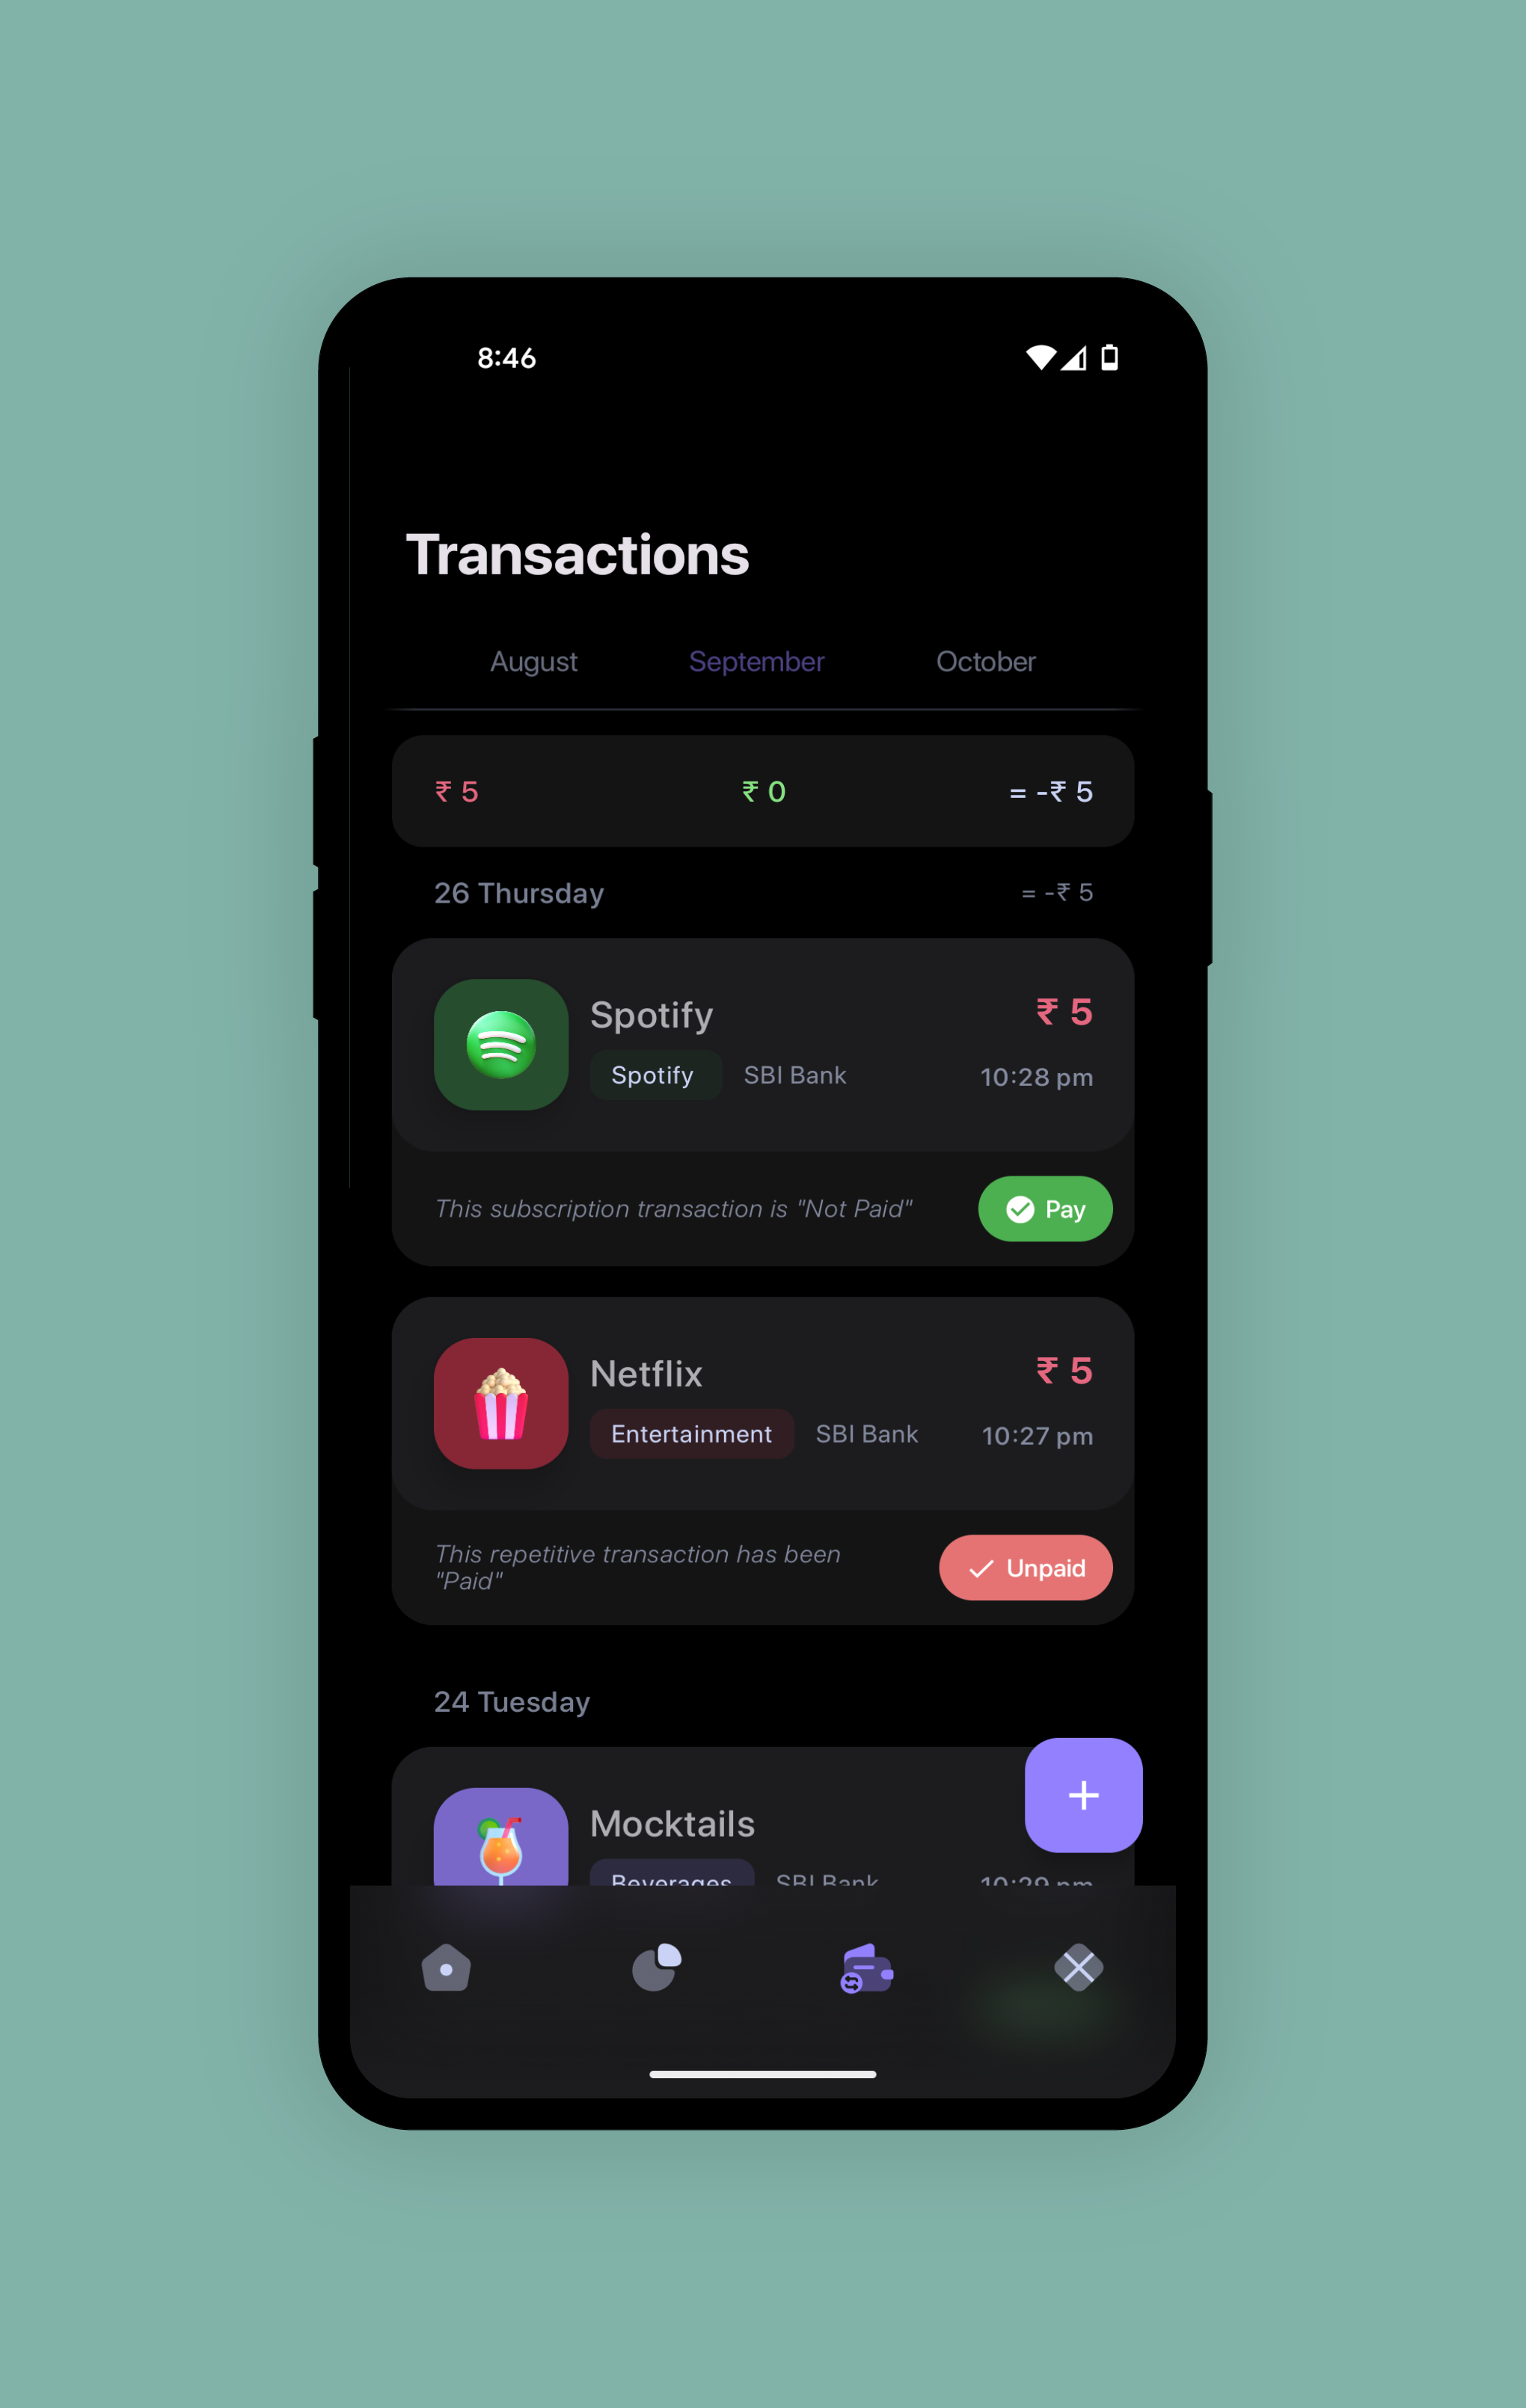 8:46
Transactions
August September October
₹ 5 ₹ 0 = -₹ 5
26 Thursday = -₹ 5
Spotify ₹ 5
Spotify SBI Bank 10:28 pm
This subscription transaction is "Not Paid" Pay
Netflix ₹ 5
Entertainment SBI Bank 10:27 pm
This repetitive transaction has been
"Paid"
Unpaid
24 Tuesday
Mocktails
Beverages SBI Bank 10:29 pm